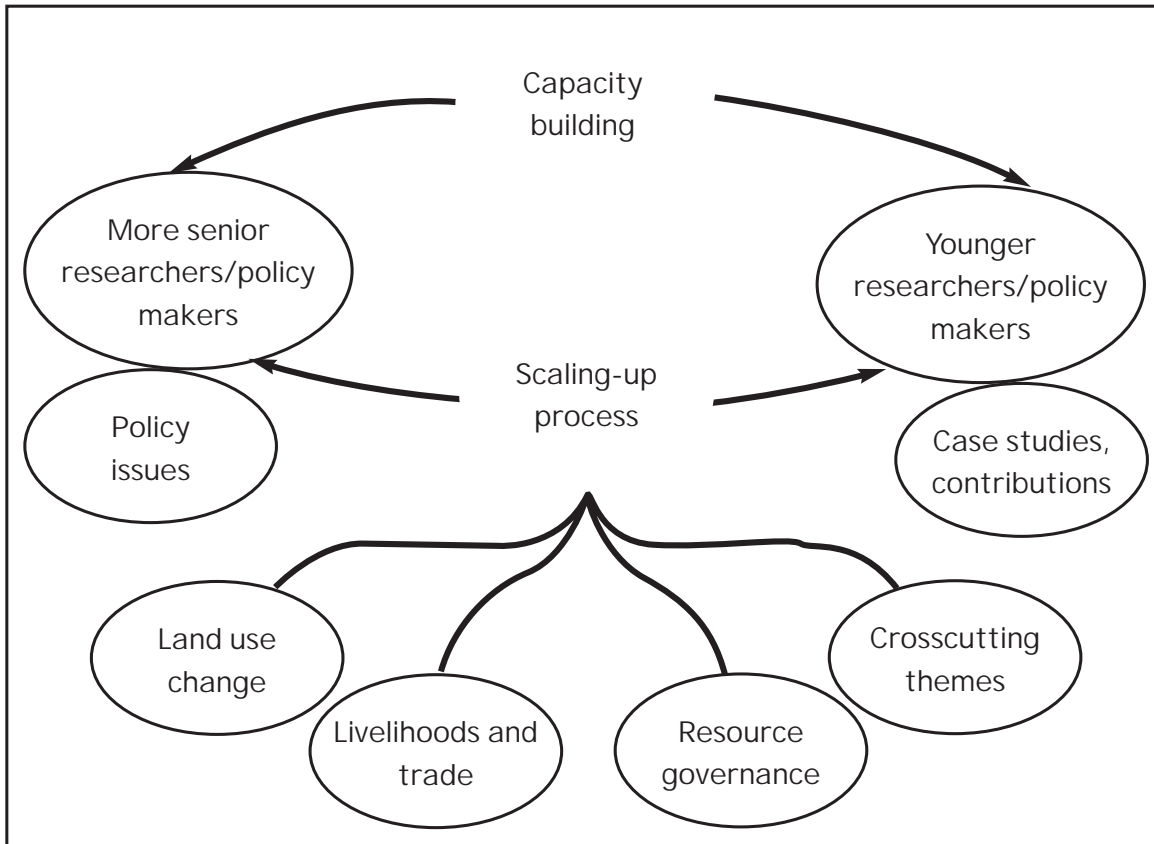 Capacity
building
More senior
researchers/policy
makers
Younger
researchers/policy
makers
Scaling-up
process
Policy
issues
Case studies,
contributions
Land use
change
Livelihoods and
trade
Resource
governance
Crosscutting
themes